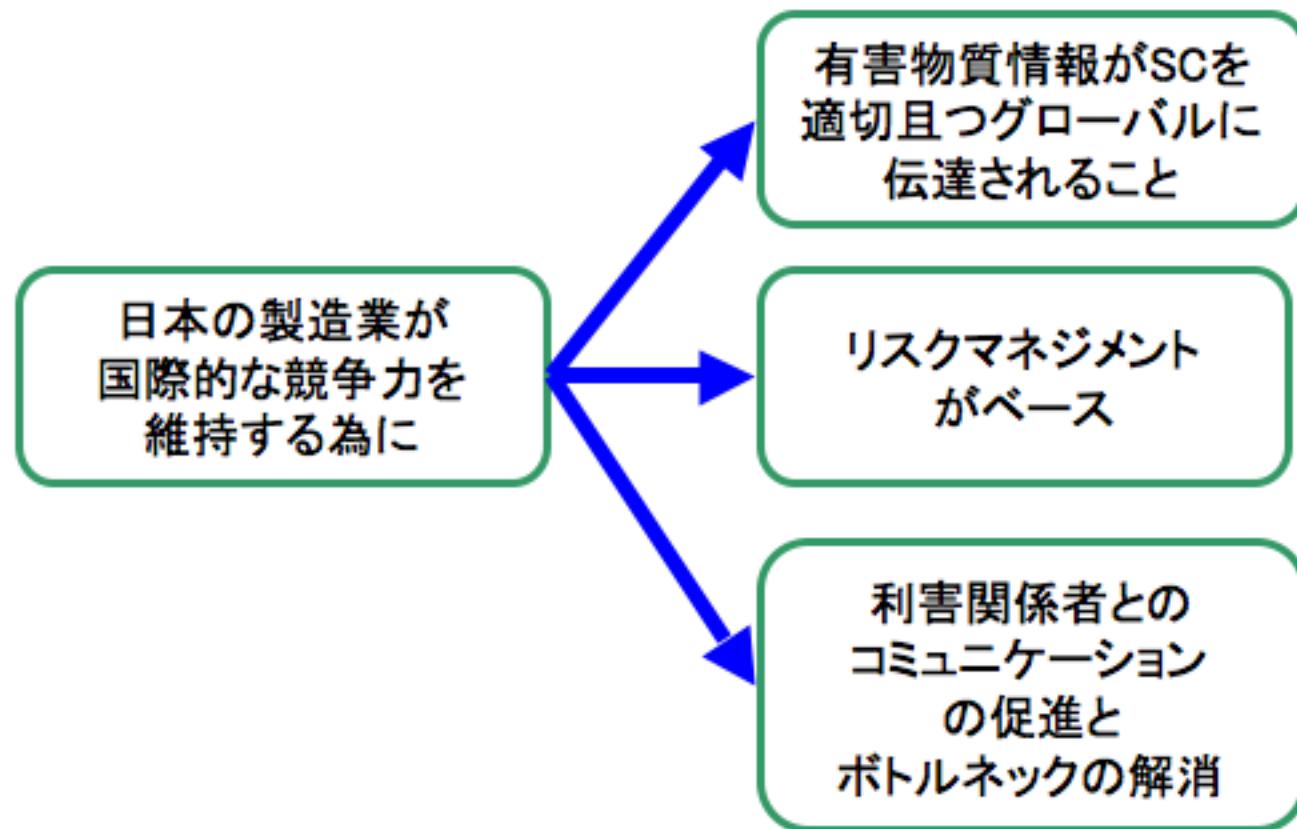 日本の製造業が
国際的な競争力を
維持する為に
有害物質情報がSCを
適切且つグローバルに
伝達されること
リスクマネジメント
がベース
利害関係者との
コミュニケーション
の促進と
ボトルネックの解消